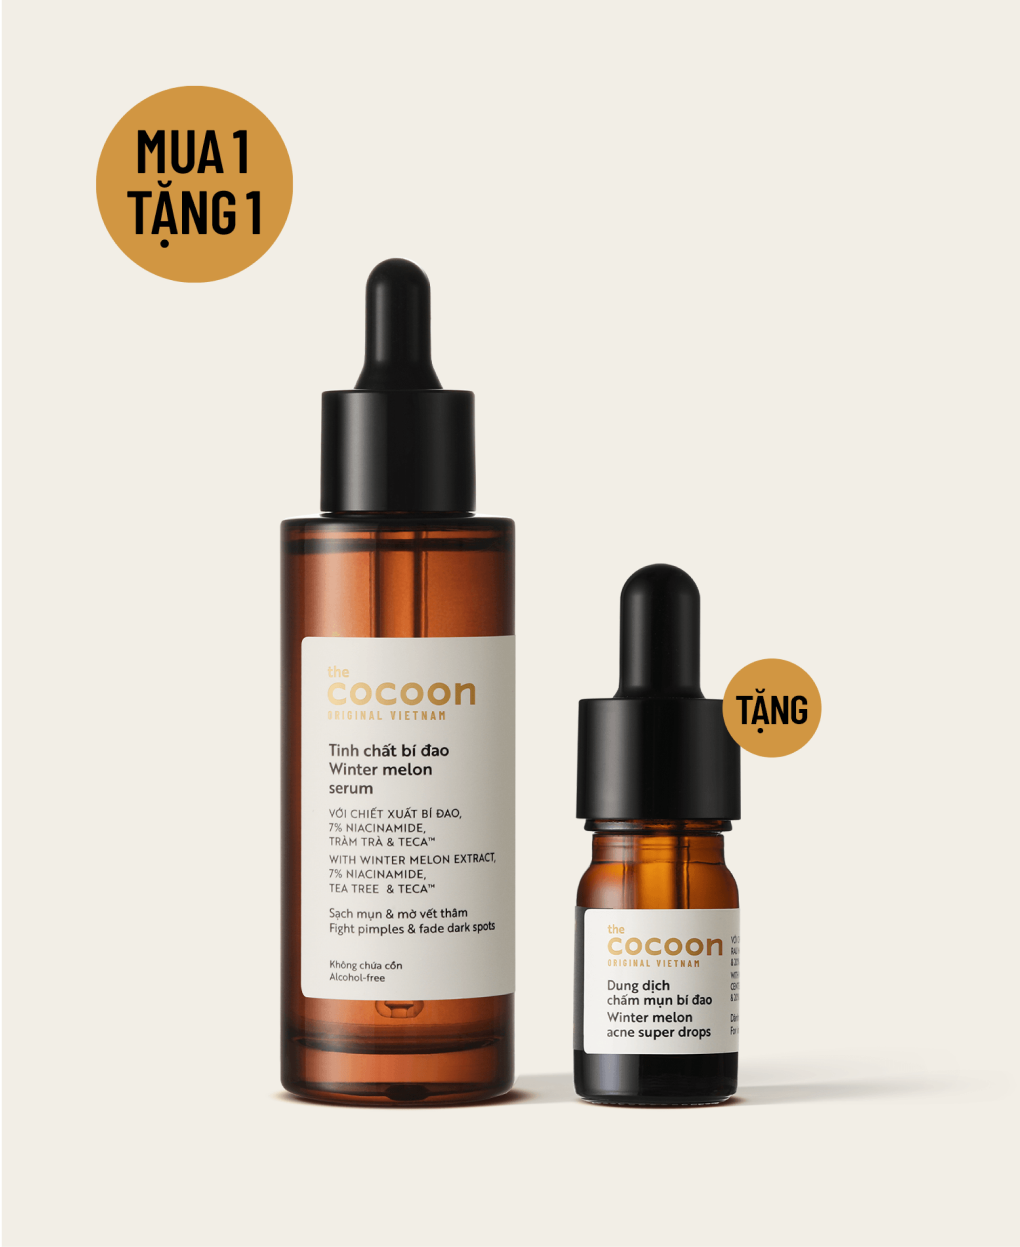 MUA 1
TẶNG 1
the
cocoon
ORIGINAL VIETNAM
Tinh chất bí đao
Winter melon
serum
VỚI CHIẾT XUẤT BÍ ĐAO,
7% NIACINAMIDE,
TRÀM TRÀ & TECA™
WITH WINTER MELON EXTRACT,
7% NIACINAMIDE,
TEA TREE & TECA™
Sạch mụn & mờ vết thâm
Fight pimples & fade dark spots
Không chứa cồn
Alcohol-free
TẶNG
the
cocoon
ORIGINAL VIETNAM
Dung dịch
chấm mụn bí đao
Winter melon
acne super drops